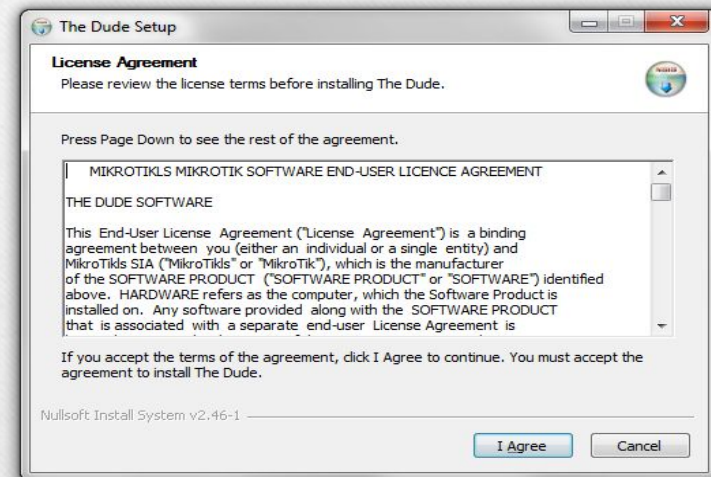 The Dude Setup
License Agreement
Please review the license terms before installing The Dude.
Press Page Down to see the rest of the agreement.
MIKROTIKLS MIKROTIK SOFTWARE END-USER LICENCE AGREEMENT
THE DUDE SOFTWARE
This End-User License Agreement ("License Agreement") is a binding
agreement between you (either an individual or a single entity) and
MikroTikls SIA ("MikroTikls" or "MikroTik"), which is the manufacturer
of the SOFTWARE PRODUCT ("SOFTWARE PRODUCT" or "SOFTWARE") identified
above. HARDWARE refers as the computer, which the Software Product is
installed on. Any software provided along with the SOFTWARE PRODUCT
that is associated with a separate end-user License Agreement is
If you accept the terms of the agreement, click I Agree to continue. You must accept the
agreement to install The Dude.
Nullsoft Install System v2.46-1
I Agree
Cancel